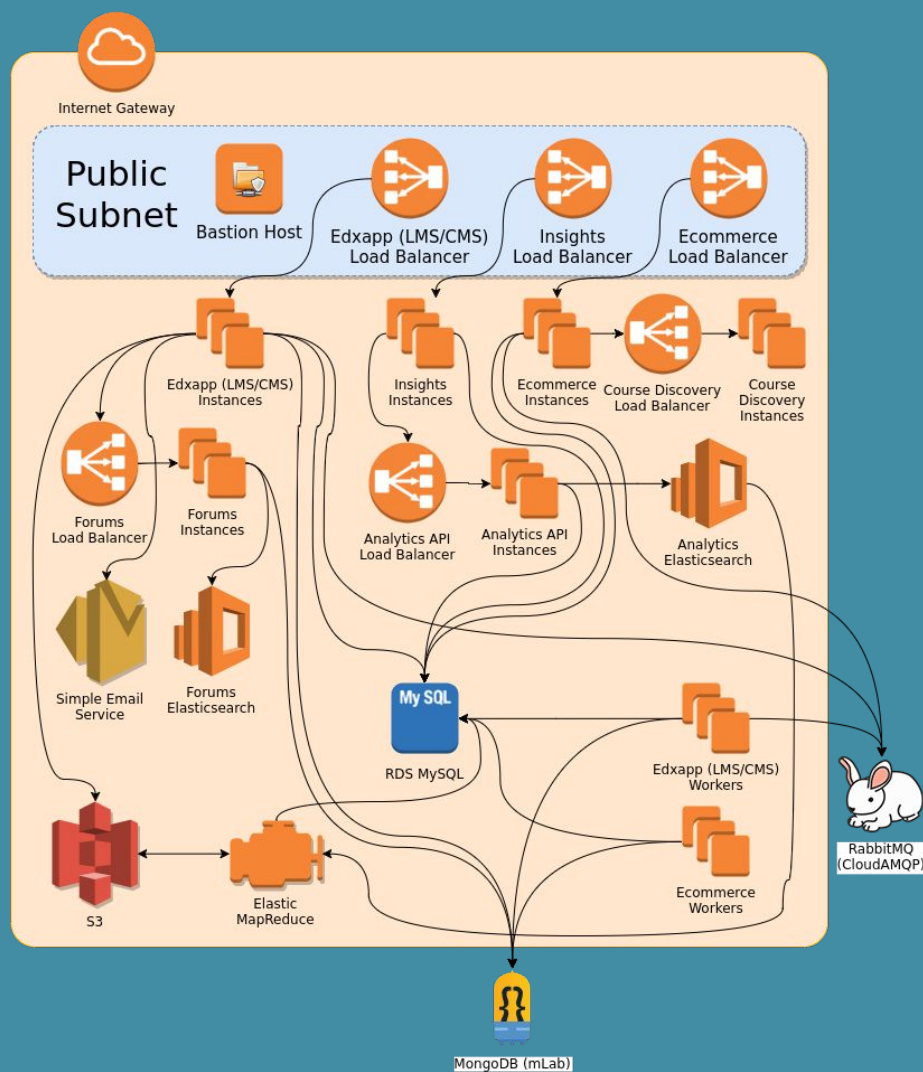 Internet Gateway
Public
Subnet
Bastion Host
Edxapp (LMS/CMS)
Load Balancer
Insights
Load Balancer
Ecommerce
Load Balancer
Edxapp (LMS/CMS)
Instances
Insights
Instances
Ecommerce
Instances
Course Discovery
Load Balancer
Course
Discovery
Instances
Forums
Load Balancer
Forums
Instances
Analytics API
Load Balancer
Analytics API
Instances
Analytics
Elasticsearch
Simple Email
Service
Forums
Elasticsearch
My SQL
RDS MySQL
Edxapp (LMS/CMS)
Workers
RabbitMQ
(CloudAMQP)
S3
Elastic
MapReduce
Ecommerce
Workers
{}
MongoDB (mLab)